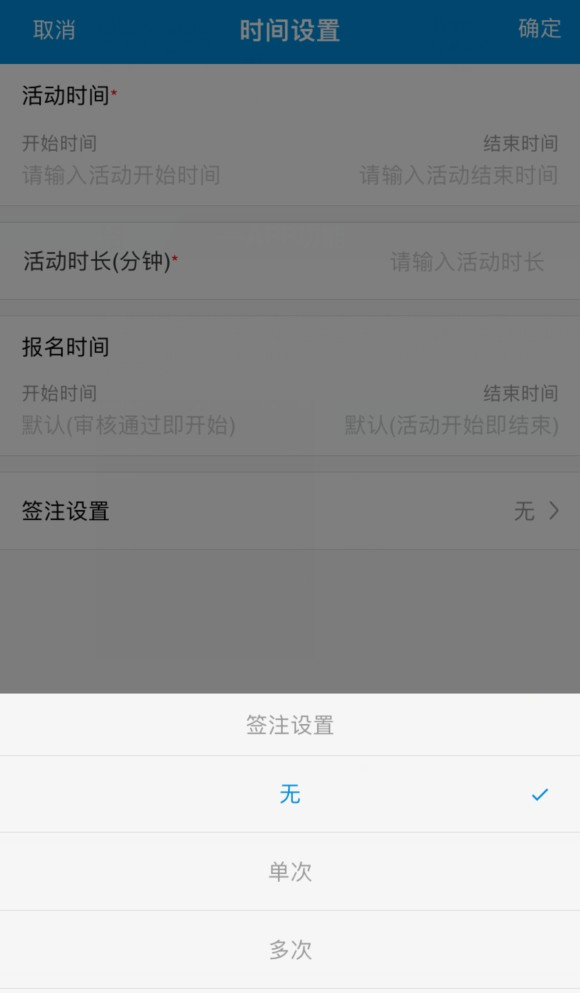 取消 时间设置 确定
活动时间*
开始时间 结束时间
请输入活动开始时间 请输入活动结束时间
活动时长(分钟)* 请输入活动时长
报名时间
开始时间 结束时间
默认(审核通过即开始) 默认(活动开始即结束)
签注设置 无
签注设置
无
单次
多次